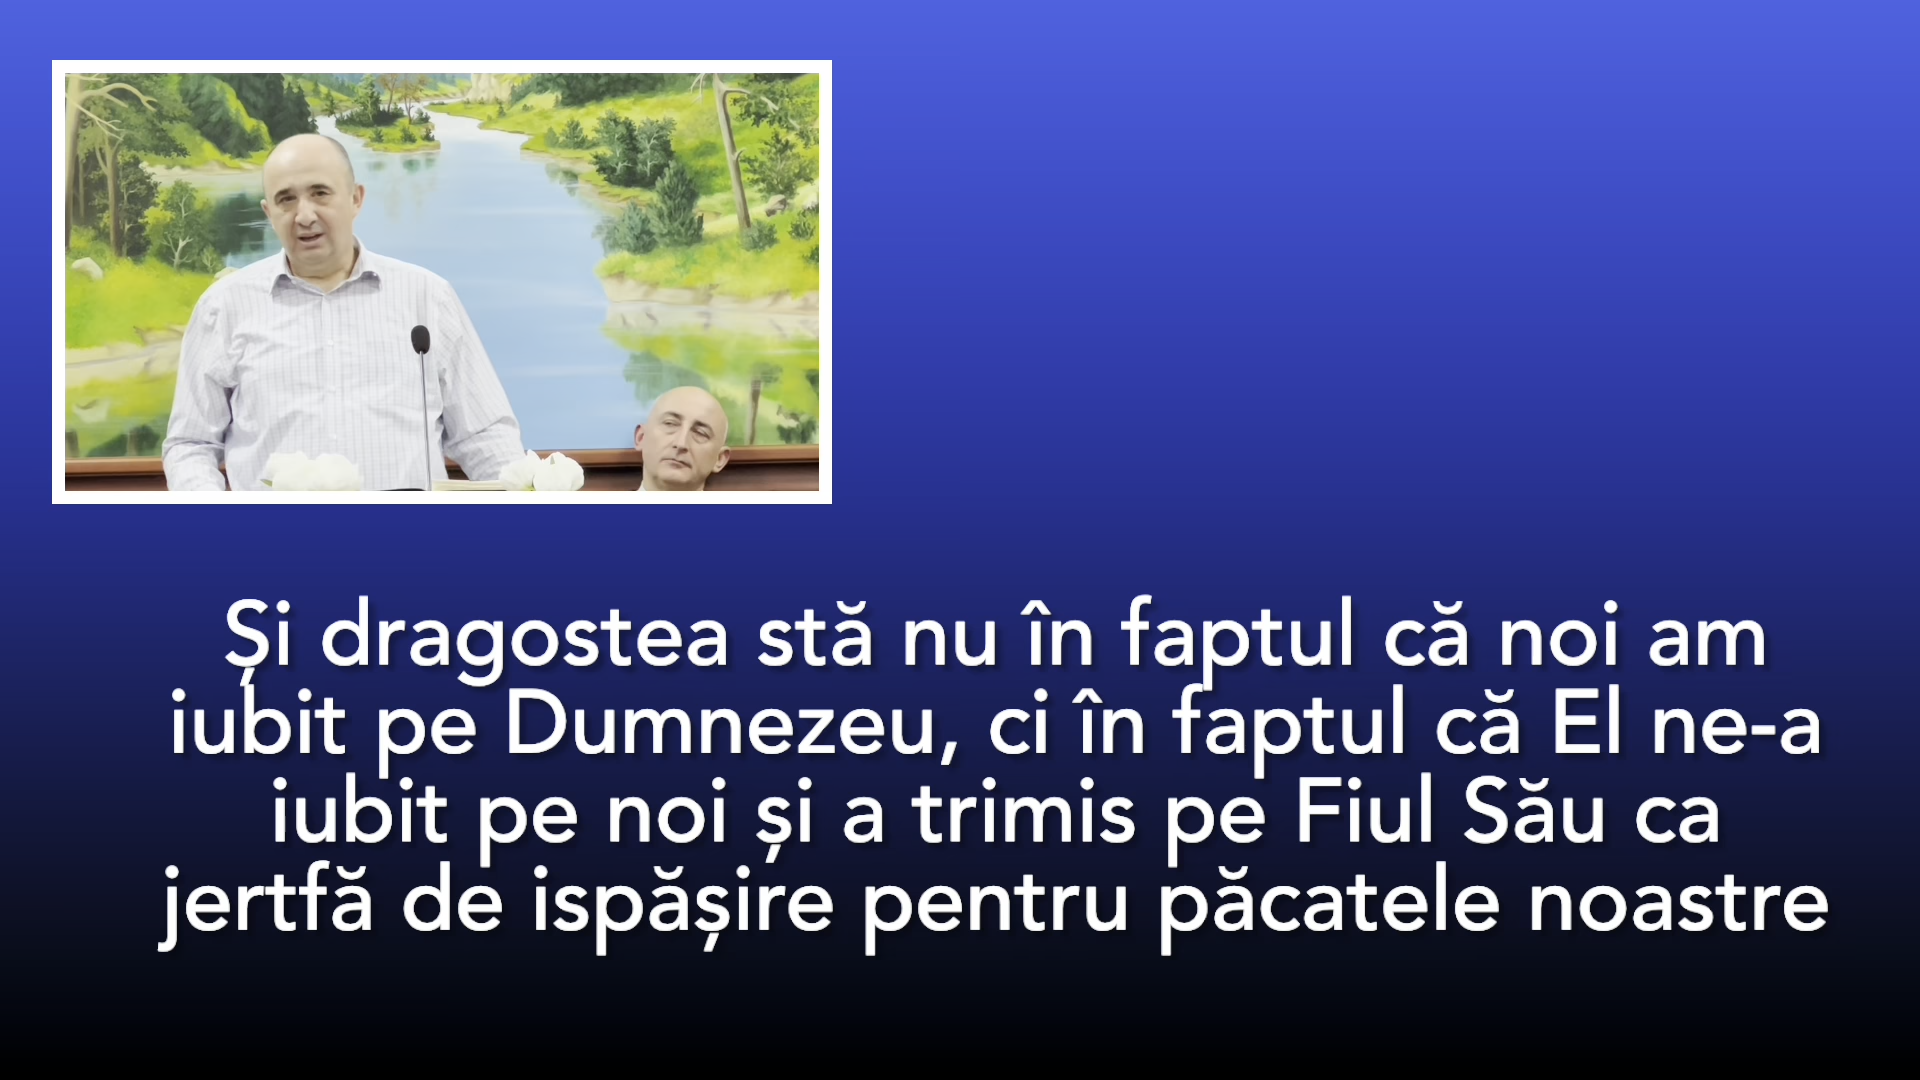 Și dragostea stă nu în faptul că noi am
iubit pe Dumnezeu, ci în faptul că El ne-a
iubit pe noi și a trimis pe Fiul Său ca
jertfă de ispășire pentru păcatele noastre